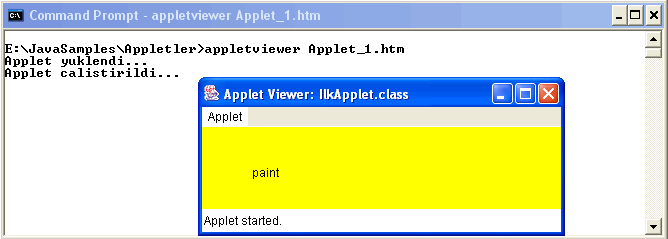 Command Prompt - appletviewer Applet_1.htm
E:\JavaSamples\Appletler>appletviewer Applet_1.htm
Applet yuklendi...
Applet calistirildi...
Applet Viewer: IlkApplet.class
Applet
paint
Applet started.